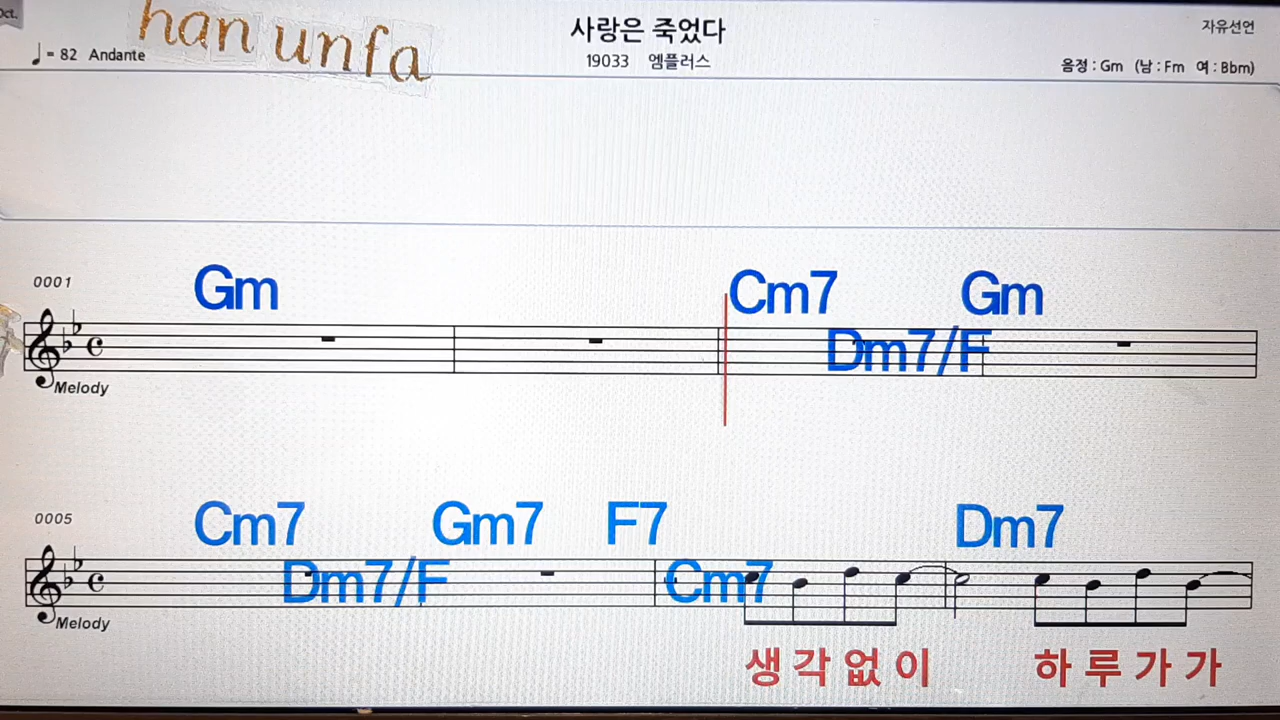 Oct.
han unfa
♩= 82 Andante
사랑은 죽었다
19033 엠플러스
자유선언
음정 : Gm (남 : Fm 여 : Bbm)
0001
Gm Cm7 Dm7/F Gm
Melody
0005
Cm7 Dm7/F Gm7 F7 Cm7 Dm7
Melody
생각없이 하루가가